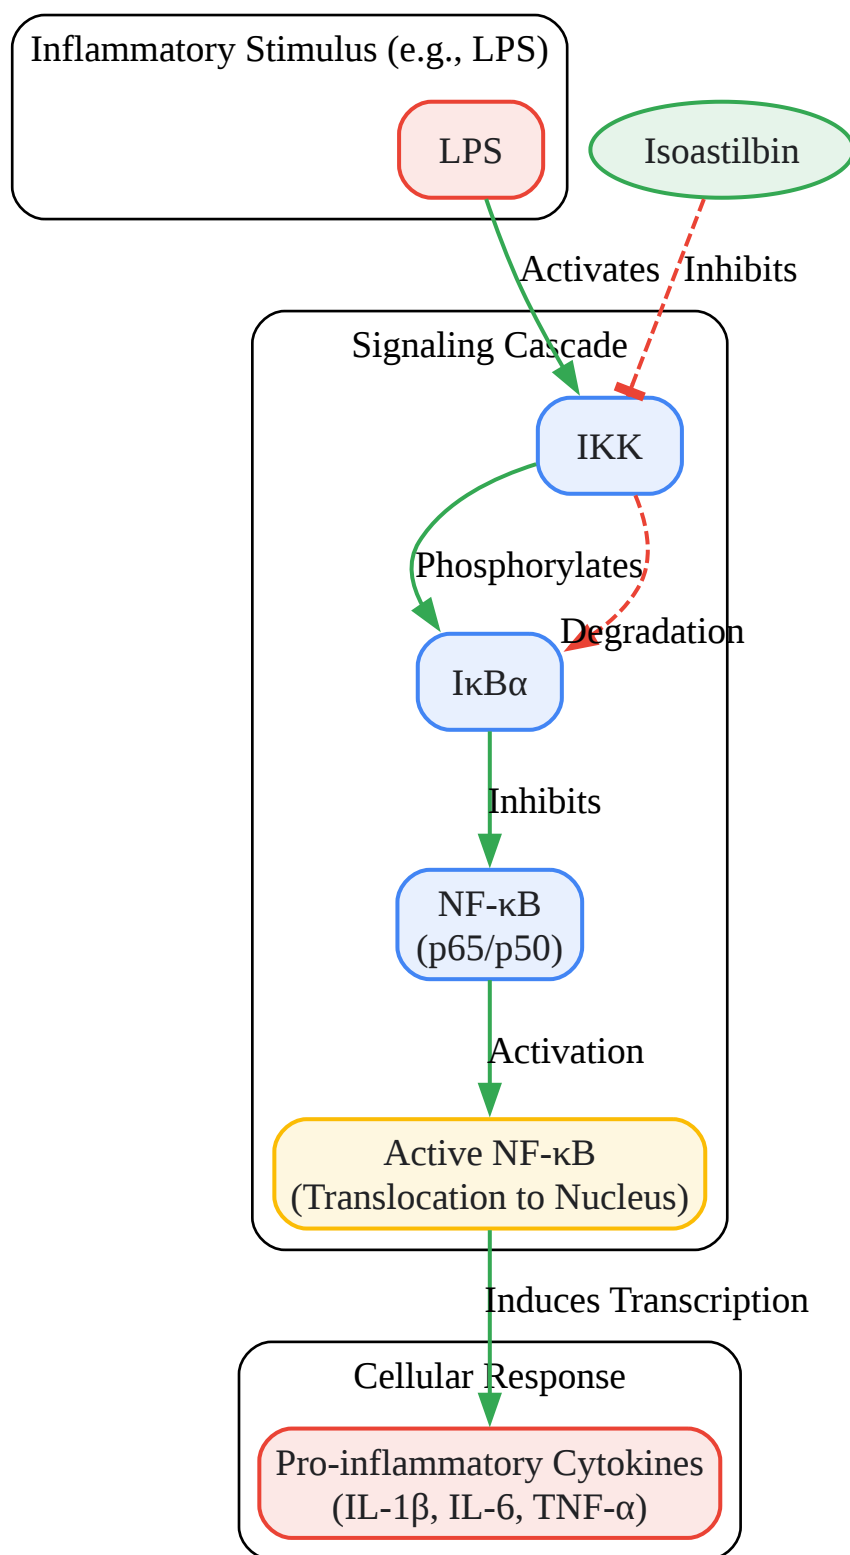 Inflammatory Stimulus (e.g., LPS)
LPS
Isoastilbin
Activates
Inhibits
Signaling Cascade
IKK
Phosphorylates
Degradation
IκBα
Inhibits
NF-κB
(p65/p50)
Activation
Active NF-κB
(Translocation to Nucleus)
Induces Transcription
Cellular Response
Pro-inflammatory Cytokines
(IL-1β, IL-6, TNF-α)